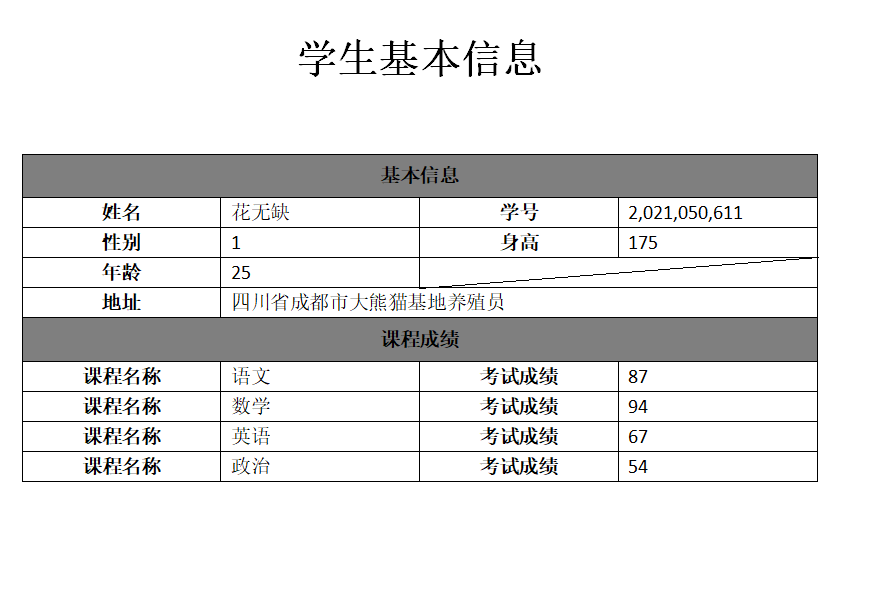 学生基本信息
基本信息
姓名 花无缺 学号 2,021,050,611
性别 1 身高 175
年龄 25
地址 四川省成都市大熊猫基地养殖员
课程成绩
课程名称 语文 考试成绩 87
课程名称 数学 考试成绩 94
课程名称 英语 考试成绩 67
课程名称 政治 考试成绩 54